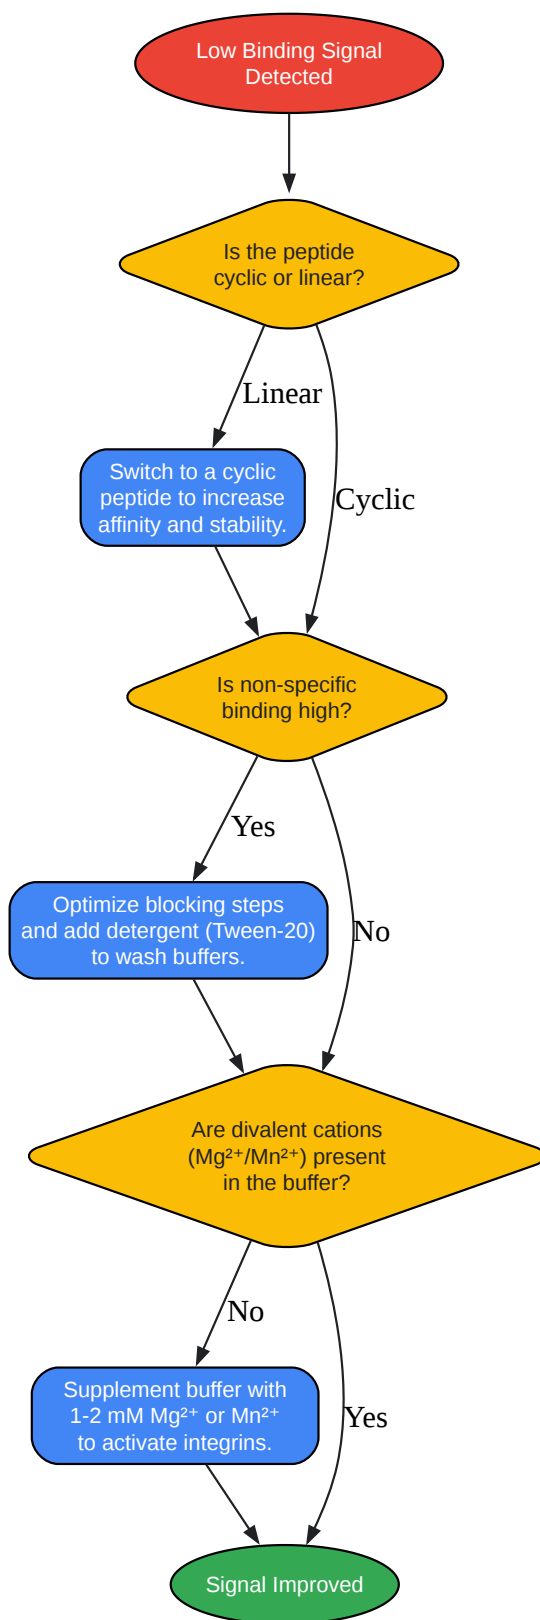 Low Binding Signal
Detected
Is the peptide
cyclic or linear?
Linear
Switch to a cyclic
peptide to increase
affinity and stability.
Cyclic
Is non-specific
binding high?
Yes
Optimize blocking steps
and add detergent (Tween-20)
to wash buffers.
No
Are divalent cations
(Mg²⁺/Mn²⁺) present
in the buffer?
No
Supplement buffer with
1-2 mM Mg²⁺ or Mn²⁺
to activate integrins.
Yes
Signal Improved